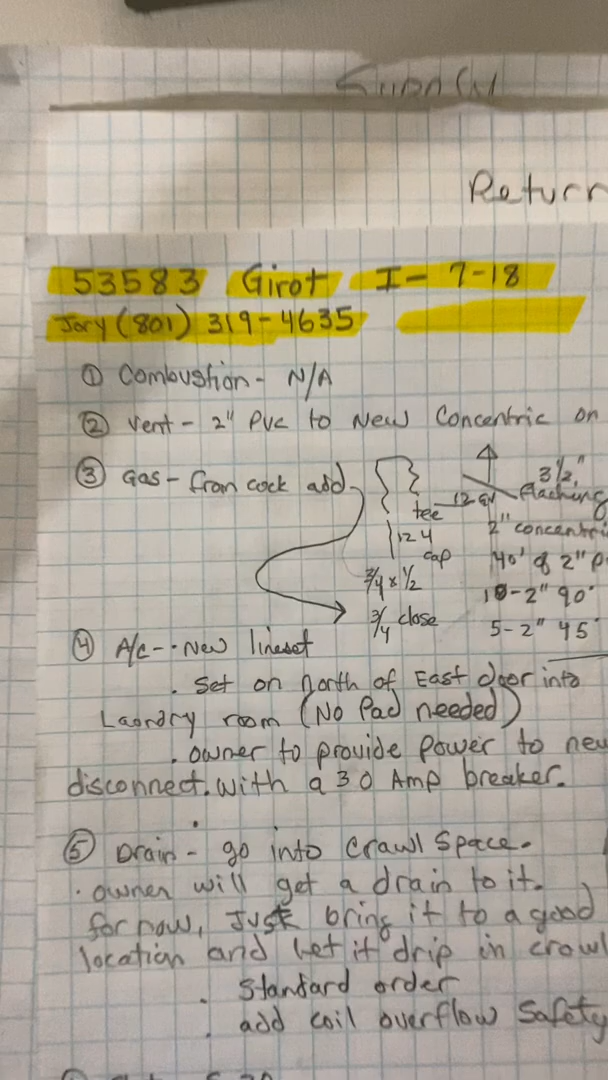 Return
53583 Girot I- 7-18
Jory (801) 319-4635
① Combustion - N/A
② Vent - 2" PVC to New Concentric on
③ Gas - from cock add
tee
124
cap
3/4 x 1/2
3/4 close
3 1/2"
flashing
2" concentri
40' of 2" P
10-2" 90°
5-2" 45°
④ A/C - · New lineset
· Set on north of East door into
Laondry room (No Pad needed)
· owner to provide power to new
disconnect. with a 30 Amp breaker.
⑤ Drain - go into crawl space.
· owner will get a drain to it.
for now, Just bring it to a good
location and let it drip in crawl
· Standard order
· add coil overflow Safety